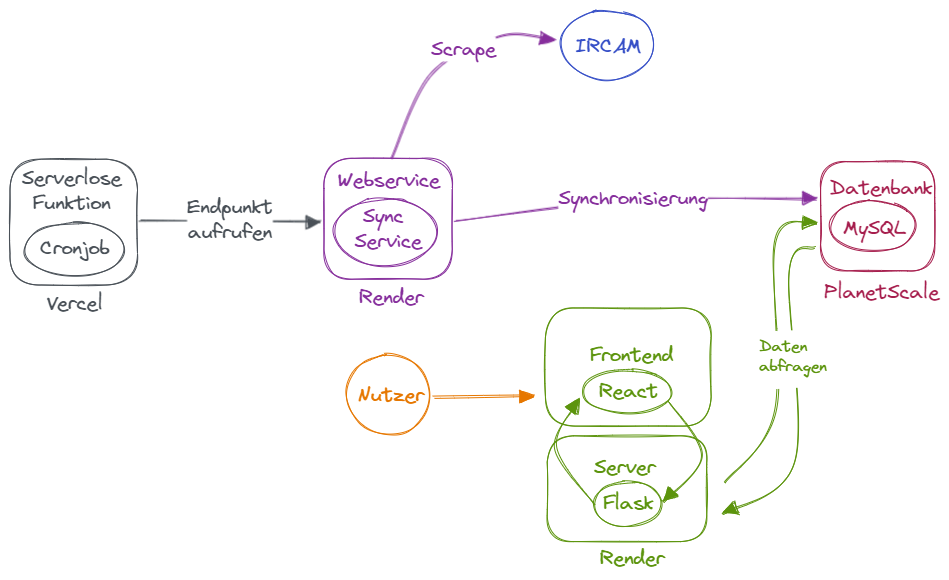 Scrape
IRCAM
Serverlose
Funktion
Cronjob
Vercel
Endpunkt
aufrufen
Webservice
Sync
Service
Render
Synchronisierung
Datenbank
MySQL
PlanetScale
Daten
abfragen
Nutzer
Frontend
React
Server
Flask
Render